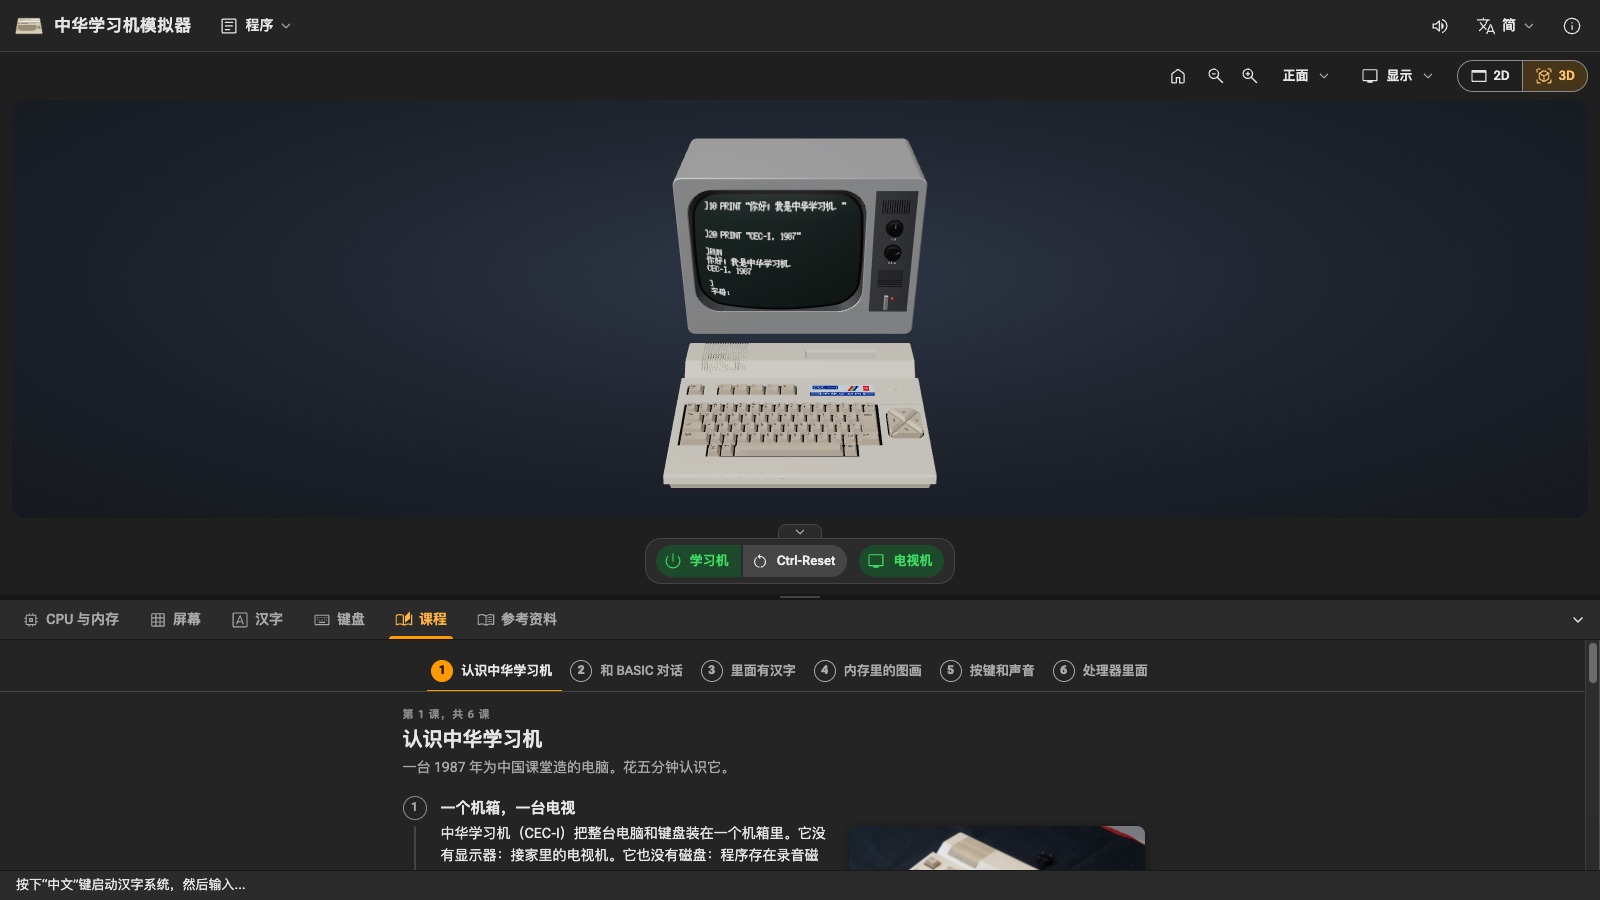 中华学习机模拟器
程序
简
正面
显示
2D
3D
]10 PRINT "你好! 我是中华学习机. "
]20 PRINT "CEC-I, 1987"
]RUN
你好! 我是中华学习机.
CEC-I, 1987
]
字母:
学习机
Ctrl-Reset
电视机
CPU 与内存
屏幕
汉字
键盘
课程
参考资料
1 认识中华学习机
2 和 BASIC 对话
3 里面有汉字
4 内存里的图画
5 按键和声音
6 处理器里面
第 1 课，共 6 课
认识中华学习机
一台 1987 年为中国课堂造的电脑。花五分钟认识它。
1 一个机箱，一台电视
中华学习机（CEC-I）把整台电脑和键盘装在一个机箱里。它没
有显示器：接家里的电视机。它也没有磁盘：程序存在录音磁
按下“中文”键启动汉字系统，然后输入...